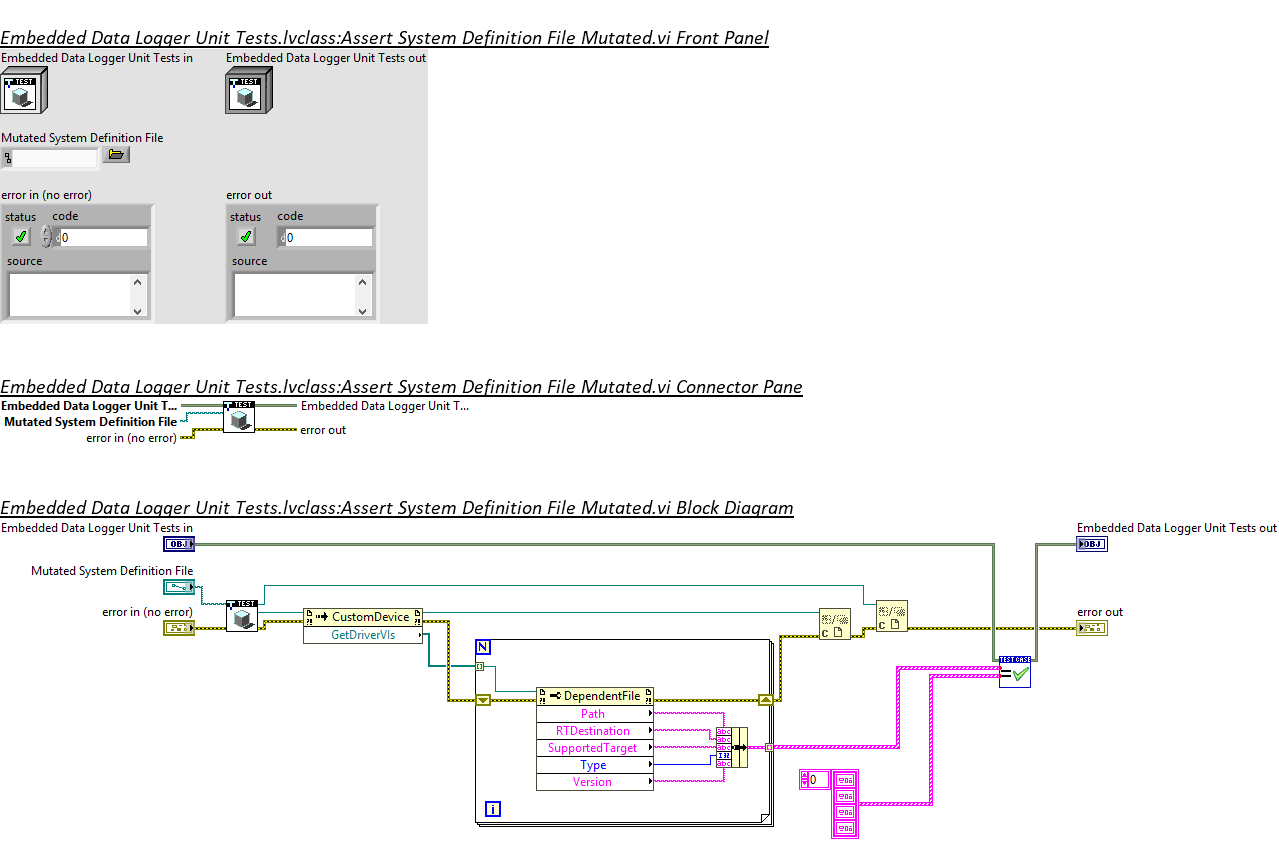 Embedded Data Logger Unit Tests.lvclass:Assert System Definition File Mutated.vi Front Panel
Embedded Data Logger Unit Tests in
Embedded Data Logger Unit Tests out
TEST
TEST
Mutated System Definition File
error in (no error)
error out
status
code
status
code
0
d
0
source
source
Embedded Data Logger Unit Tests.lvclass:Assert System Definition File Mutated.vi Connector Pane
Embedded Data Logger Unit T...
TEST
Embedded Data Logger Unit T...
Mutated System Definition File
error in (no error)
error out
Embedded Data Logger Unit Tests.lvclass:Assert System Definition File Mutated.vi Block Diagram
Embedded Data Logger Unit Tests in
Embedded Data Logger Unit Tests out
OBJ
OBJ
Mutated System Definition File
error in (no error)
TEST
CustomDevice
GetDriverVIs
C
C
error out
N
TEST CASE
=
DependentFile
Path
RTDestination
SupportedTarget
Type
Version
abc
abc
abc
abc
0
i